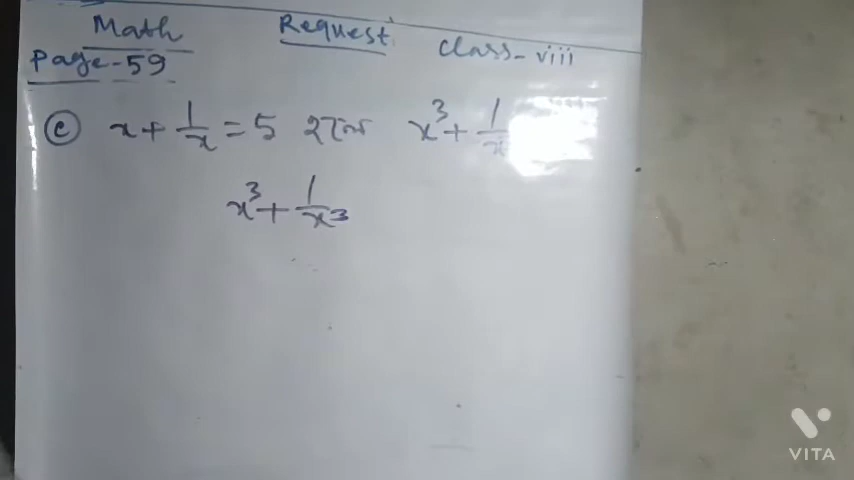 Math Request class-viii
Page-59
(c) x + 1/x = 5 হলে x³ + 1/x
x³ + 1/x³
VITA